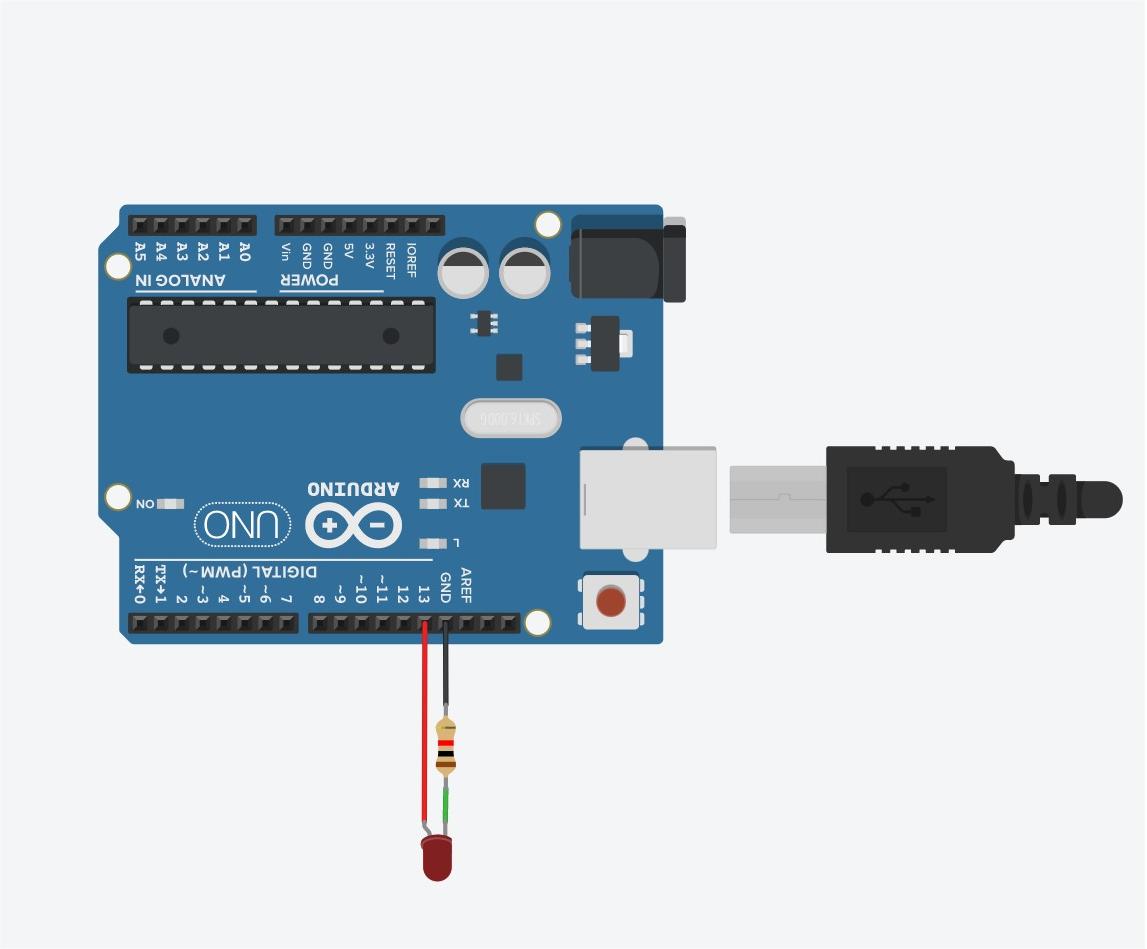 A5 A4 A3 A2 A1 A0
Vin GND GND 5V 3.3V RESET IOREF
ANALOG IN
POWER
SPK16.000G
ON
UNO
ARDUINO
RX
TX
L
DIGITAL (PWM ~)
RX←0 TX→1 2 ~3 4 ~5 ~6 7
8 ~9 ~10 ~11 12 13 GND AREF